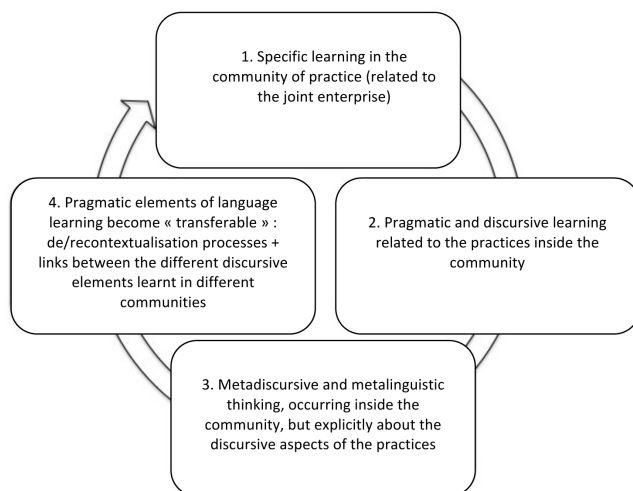 1. Specific learning in the
community of practice (related to
the joint enterprise)
2. Pragmatic and discursive learning
related to the practices inside the
community
3. Metadiscursive and metalinguistic
thinking, occurring inside the
community, but explicitly about the
discursive aspects of the practices
4. Pragmatic elements of language
learning become « transferable » :
de/recontextualisation processes +
links between the different discursive
elements learnt in different
communities